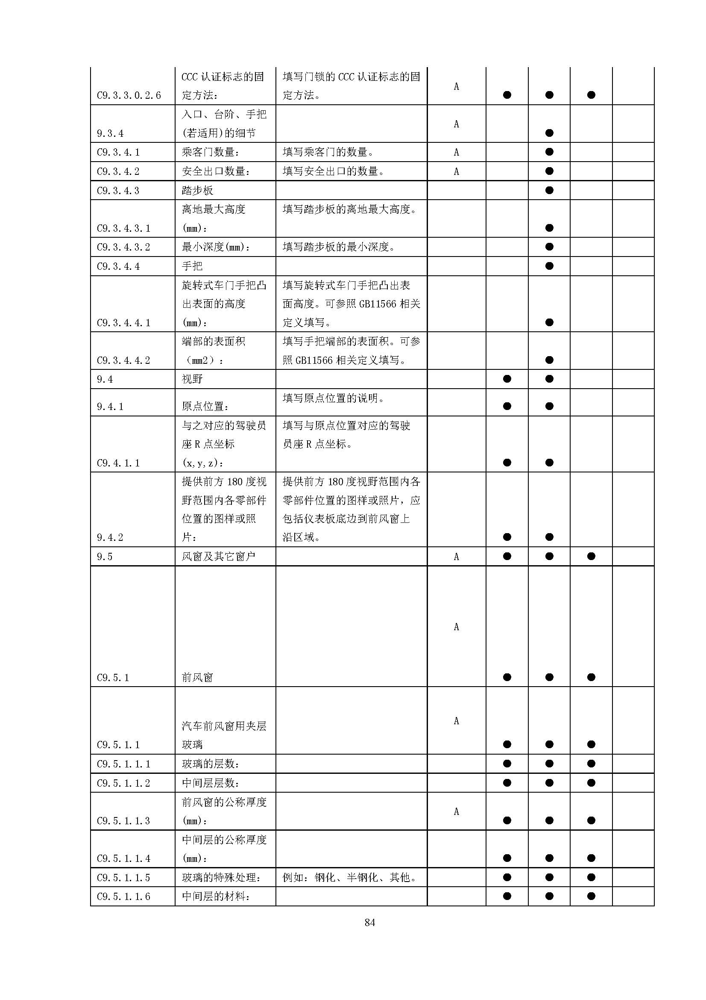 CCC 认证标志的固 填写门锁的 CCC 认证标志的固
A
C9.3.3.0.2.6 定方法： 定方法。 ● ● ●
入口、台阶、手把
A
9.3.4 (若适用)的细节 ●
C9.3.4.1 乘客门数量： 填写乘客门的数量。 A ●
C9.3.4.2 安全出口数量： 填写安全出口的数量。 A ●
C9.3.4.3 踏步板 ●
离地最大高度 填写踏步板的离地最大高度。
C9.3.4.3.1 (mm)： ●
C9.3.4.3.2 最小深度(mm)： 填写踏步板的最小深度。 ●
C9.3.4.4 手把 ●
旋转式车门手把凸 填写旋转式车门手把凸出表
出表面的高度 面高度。可参照 GB11566 相关
C9.3.4.4.1 (mm)： 定义填写。 ●
端部的表面积 填写手把端部的表面积。可参
C9.3.4.4.2 （mm2）： 照 GB11566 相关定义填写。 ●
9.4 视野 ● ●
填写原点位置的说明。
9.4.1 原点位置： ● ●
与之对应的驾驶员 填写与原点位置对应的驾驶
座 R 点坐标 员座 R 点坐标。
C9.4.1.1 (x,y,z)： ● ●
提供前方 180 度视 提供前方 180 度视野范围内各
野范围内各零部件 零部件位置的图样或照片，应
位置的图样或照 包括仪表板底边到前风窗上
9.4.2 片： 沿区域。 ● ●
9.5 风窗及其它窗户 A ● ● ●
A
C9.5.1 前风窗 ● ● ●
A
汽车前风窗用夹层
C9.5.1.1 玻璃 ● ● ●
C9.5.1.1.1 玻璃的层数： ● ● ●
C9.5.1.1.2 中间层层数： ● ● ●
前风窗的公称厚度
A
C9.5.1.1.3 (mm)： ● ● ●
中间层的公称厚度
C9.5.1.1.4 (mm)： ● ● ●
C9.5.1.1.5 玻璃的特殊处理： 例如：钢化、半钢化、其他。 ● ● ●
C9.5.1.1.6 中间层的材料： ● ● ●
84